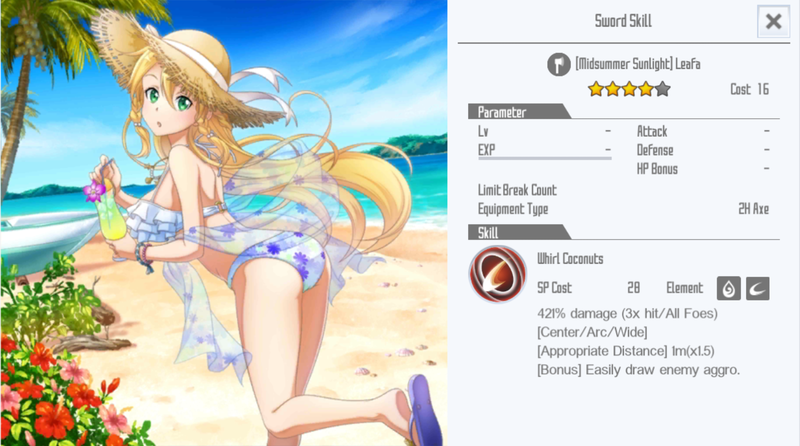 Sword Skill
[Midsummer Sunlight] Leafa
Cost 16
Parameter
Lv -
Attack -
EXP -
Defense -
HP Bonus -
Limit Break Count
Equipment Type 2H Axe
Skill
Whirl Coconuts
SP Cost 28 Element
421% damage (3x hit/All Foes)
[Center/Arc/Wide]
[Appropriate Distance] 1m(x1.5)
[Bonus] Easily draw enemy aggro.